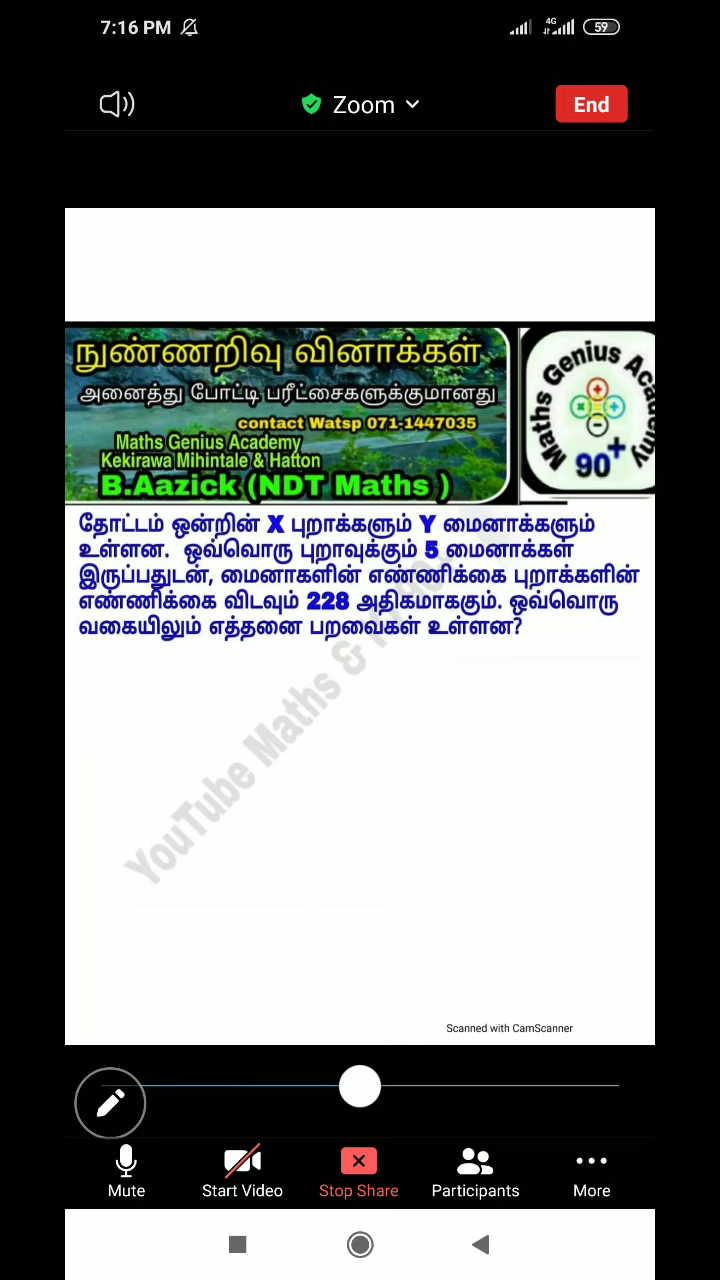 7:16 PM
4G
59
Zoom
End
நுண்ணறிவு வினாக்கள்
அனைத்து போட்டி பரீட்சைகளுக்குமானது
contact Watsp 071-1447035
Maths Genius Academy
Kekirawa Mihintale & Hatton
B.Aazick (NDT Maths )
Maths Genius Academy
90+
தோட்டம் ஒன்றின் X புறாக்களும் Y மைனாக்களும்
உள்ளன. ஒவ்வொரு புறாவுக்கும் 5 மைனாக்கள்
இருப்பதுடன், மைனாகளின் எண்ணிக்கை புறாக்களின்
எண்ணிக்கை விடவும் 228 அதிகமாககும். ஒவ்வொரு
வகையிலும் எத்தனை பறவைகள் உள்ளன?
YouTube Maths &
Scanned with CamScanner
Mute
Start Video
Stop Share
Participants
More